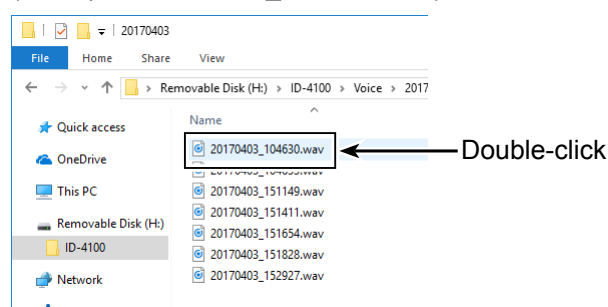 20170403
File Home Share View
Removable Disk (H:) > ID-4100 > Voice > 2017
Name
Quick access
OneDrive
This PC
Removable Disk (H:)
ID-4100
Network
20170403_104630.wav
20170403_151149.wav
20170403_151411.wav
20170403_151654.wav
20170403_151828.wav
20170403_152927.wav
Double-click